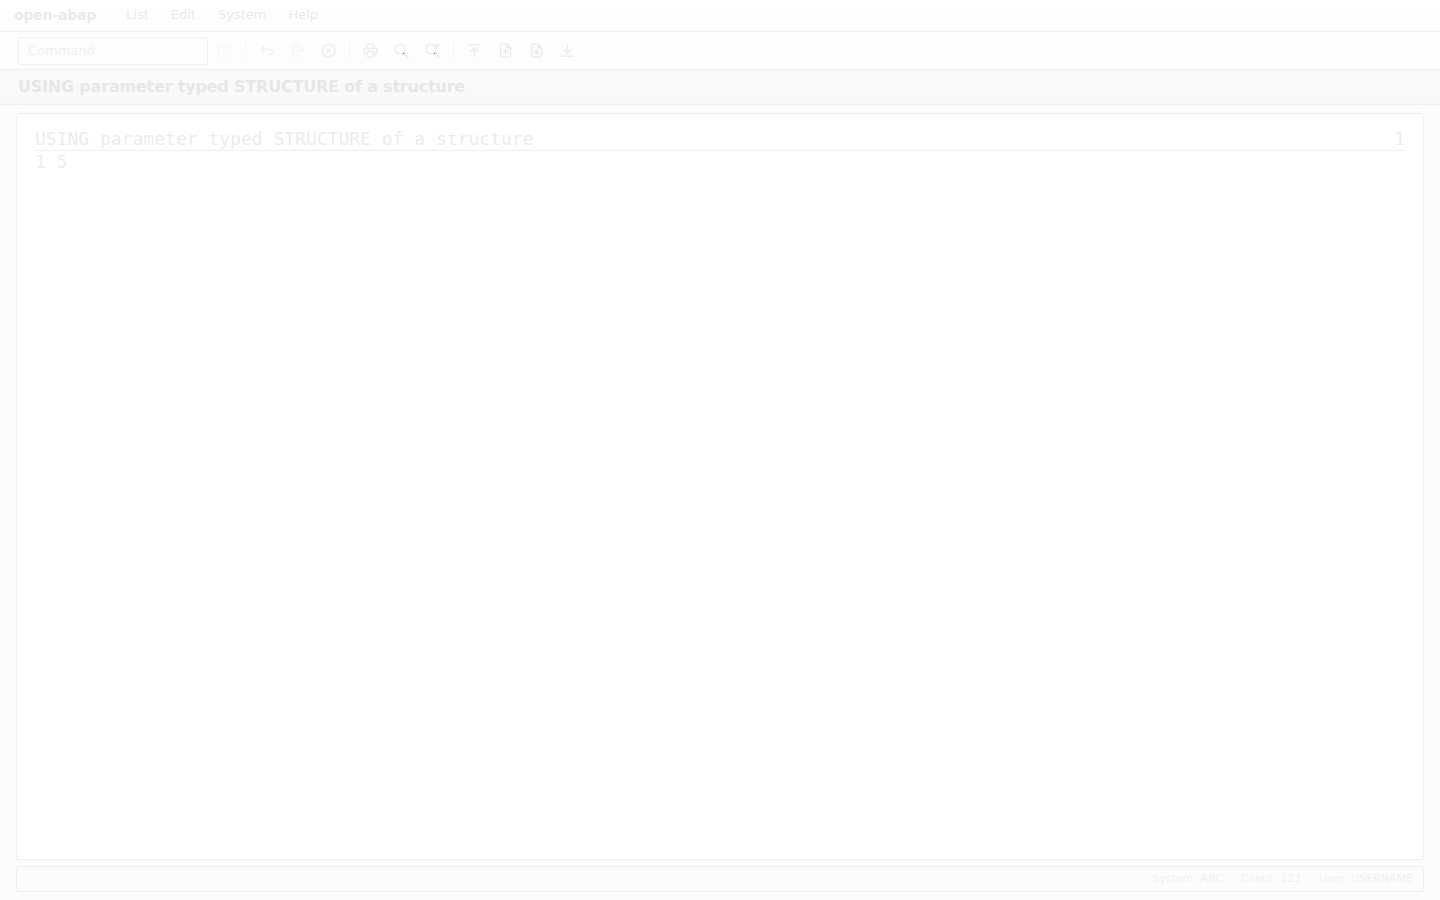 open-abap List Edit System Help
Command
USING parameter typed STRUCTURE of a structure
USING parameter typed STRUCTURE of a structure 1
1 5
System: ABC Client: 123 User: USERNAME